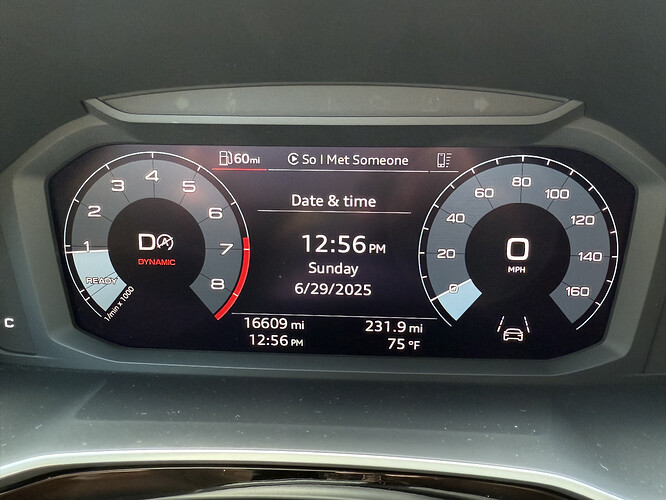 60mi
So I Met Someone
Date & time
12:56 PM
Sunday
6/29/2025
16609 mi
231.9 mi
12:56 PM
75 °F
1
2
3
4
5
6
7
8
D
A
DYNAMIC
READY
1/min x 1000
0
20
40
60
80
100
120
140
160
0
MPH
C